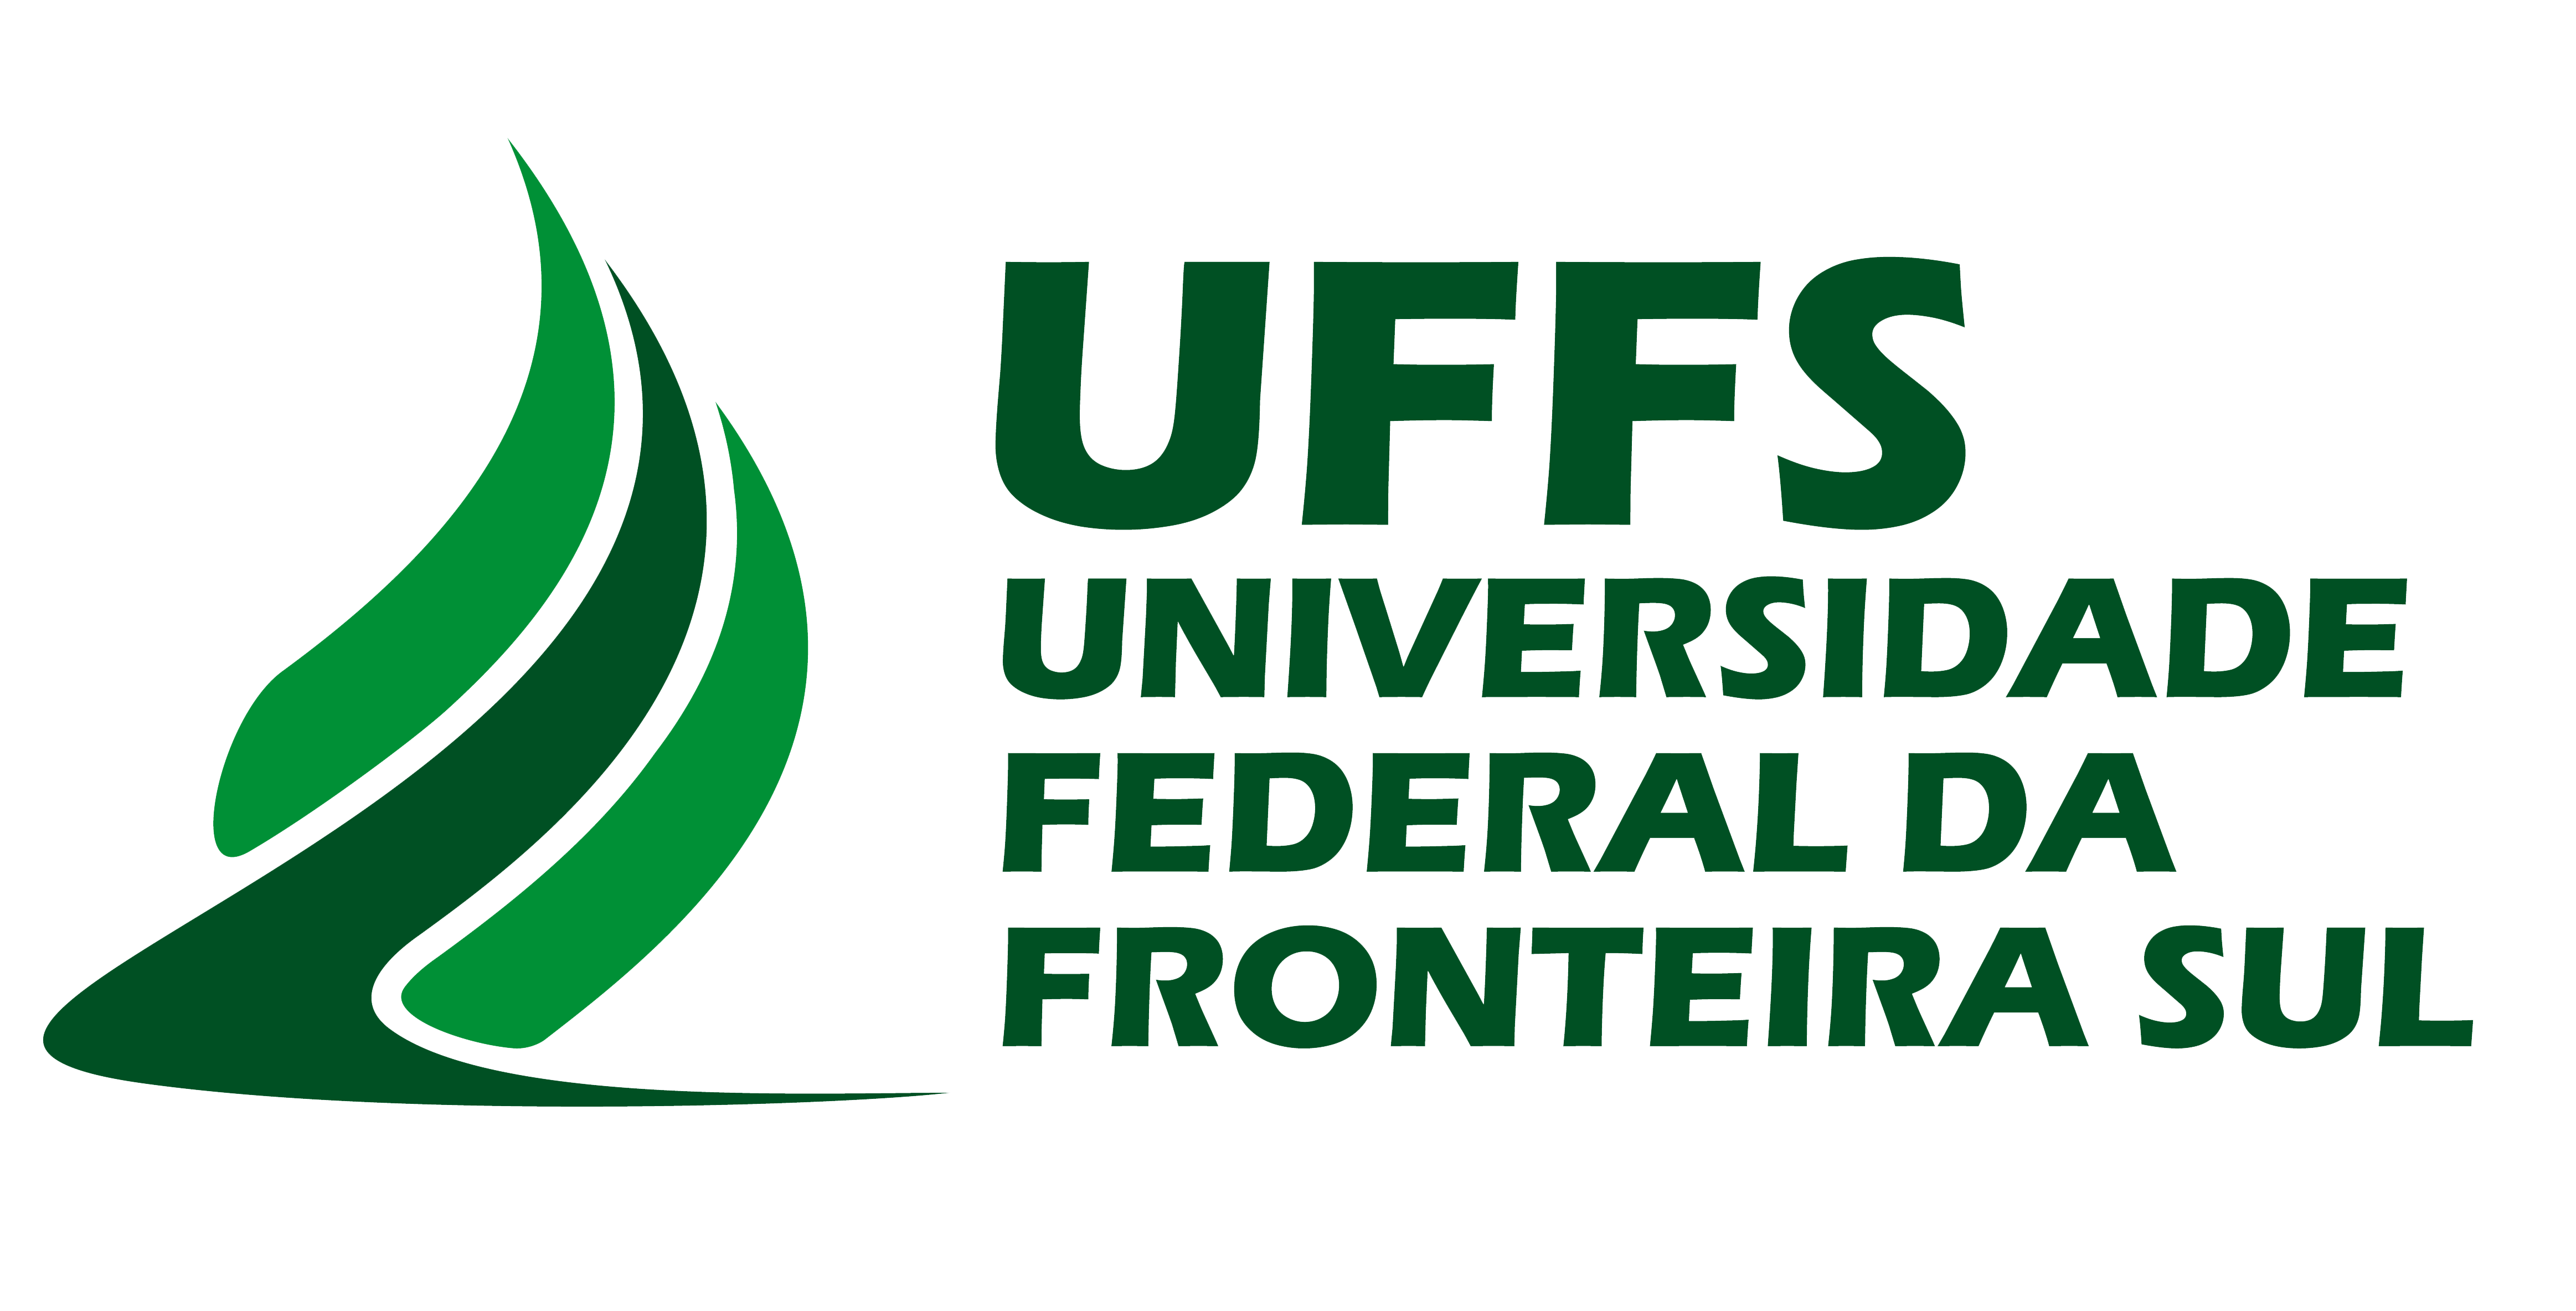 UFFS
UNIVERSIDADE
FEDERAL DA
FRONTEIRA SUL